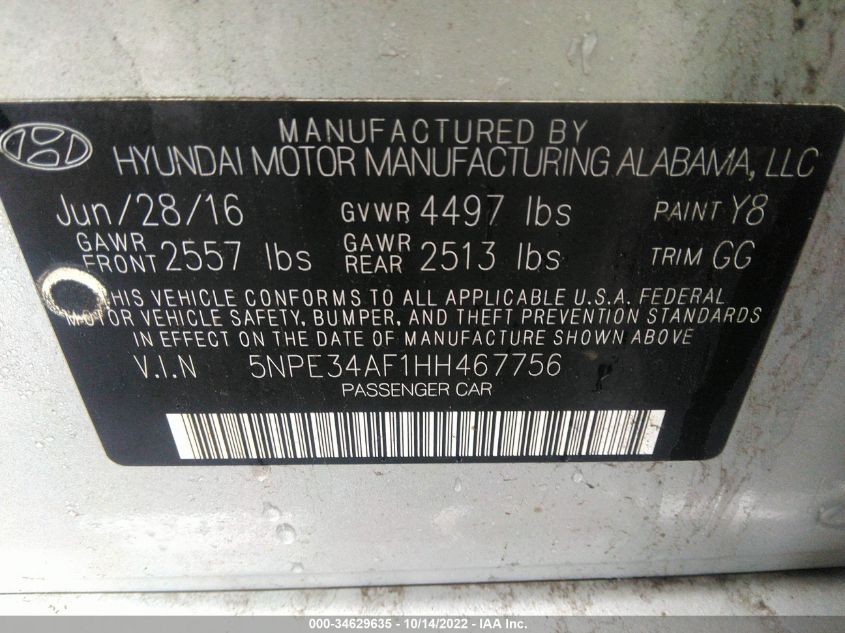 MANUFACTURED BY
HYUNDAI MOTOR MANUFACTURING ALABAMA, LLC
Jun/28/16 GVWR 4497 lbs PAINT Y8
GAWR FRONT 2557 lbs GAWR REAR 2513 lbs TRIM GG
THIS VEHICLE CONFORMS TO ALL APPLICABLE U.S.A. FEDERAL
MOTOR VEHICLE SAFETY, BUMPER, AND THEFT PREVENTION STANDARDS
IN EFFECT ON THE DATE OF MANUFACTURE SHOWN ABOVE
V.I.N 5NPE34AF1HH467756
PASSENGER CAR
000-34629635 - 10/14/2022 - IAA Inc.